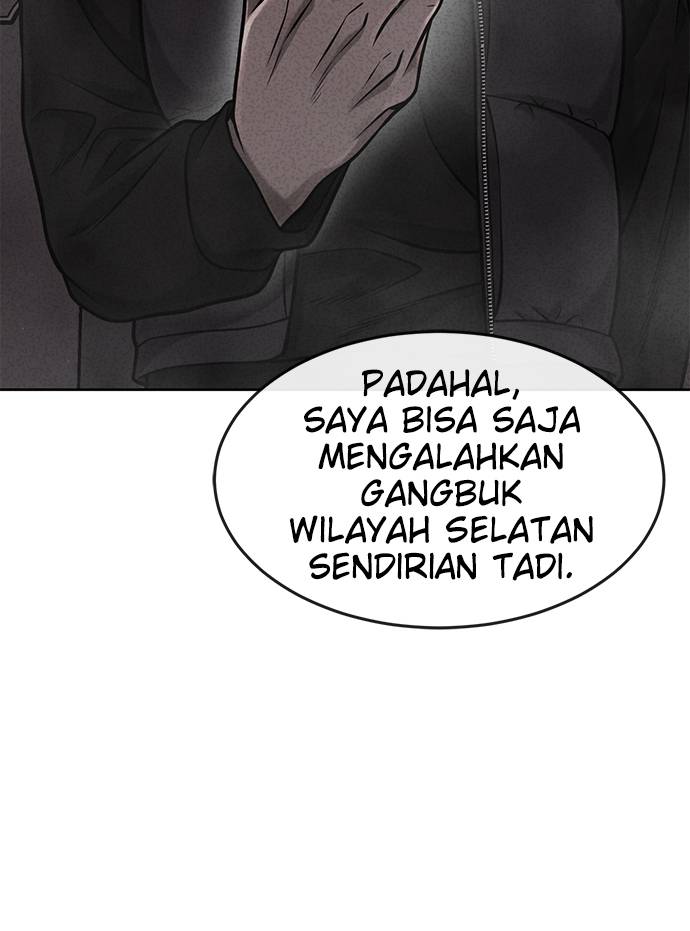 PADAHAL,
SAYA BISA SAJA
MENGALAHKAN
GANGBUK
WILAYAH SELATAN
SENDIRIAN TADI.